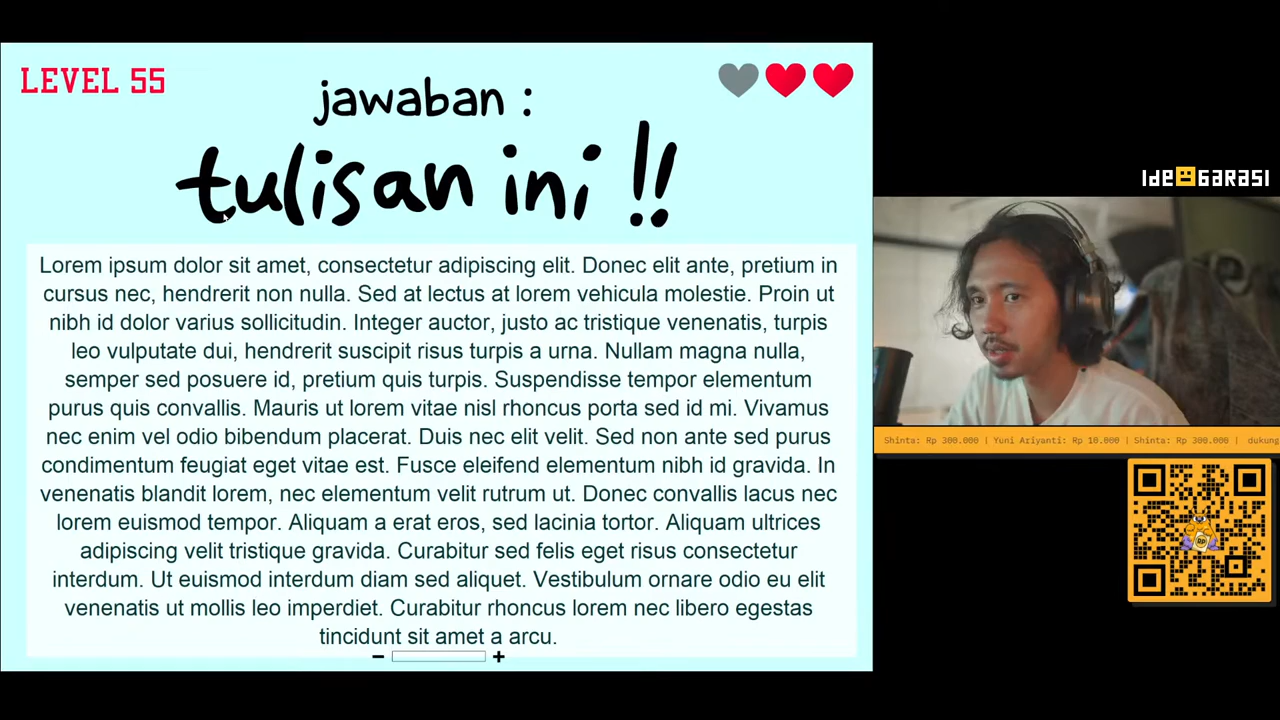 LEVEL 55
jawaban :
tulisan ini !!
Lorem ipsum dolor sit amet, consectetur adipiscing elit. Donec elit ante, pretium in
cursus nec, hendrerit non nulla. Sed at lectus at lorem vehicula molestie. Proin ut
nibh id dolor varius sollicitudin. Integer auctor, justo ac tristique venenatis, turpis
leo vulputate dui, hendrerit suscipit risus turpis a urna. Nullam magna nulla,
semper sed posuere id, pretium quis turpis. Suspendisse tempor elementum
purus quis convallis. Mauris ut lorem vitae nisl rhoncus porta sed id mi. Vivamus
nec enim vel odio bibendum placerat. Duis nec elit velit. Sed non ante sed purus
condimentum feugiat eget vitae est. Fusce eleifend elementum nibh id gravida. In
venenatis blandit lorem, nec elementum velit rutrum ut. Donec convallis lacus nec
lorem euismod tempor. Aliquam a erat eros, sed lacinia tortor. Aliquam ultrices
adipiscing velit tristique gravida. Curabitur sed felis eget risus consectetur
interdum. Ut euismod interdum diam sed aliquet. Vestibulum ornare odio eu elit
venenatis ut mollis leo imperdiet. Curabitur rhoncus lorem nec libero egestas
tincidunt sit amet a arcu.
− +
IDE GARASI
Shinta: Rp 300.000 | Yuni Ariyanti: Rp 10.000 | Shinta: Rp 300.000 | dukung
RP